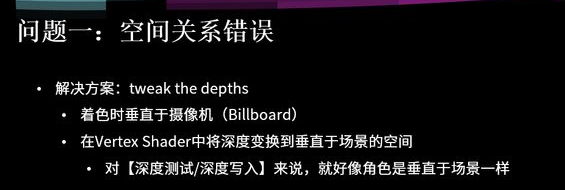 问题一：空间关系错误
• 解决方案：tweak the depths
• 着色时垂直于摄像机（Billboard）
• 在Vertex Shader中将深度变换到垂直于场景的空间
• 对【深度测试/深度写入】来说，就好像角色是垂直于场景一样